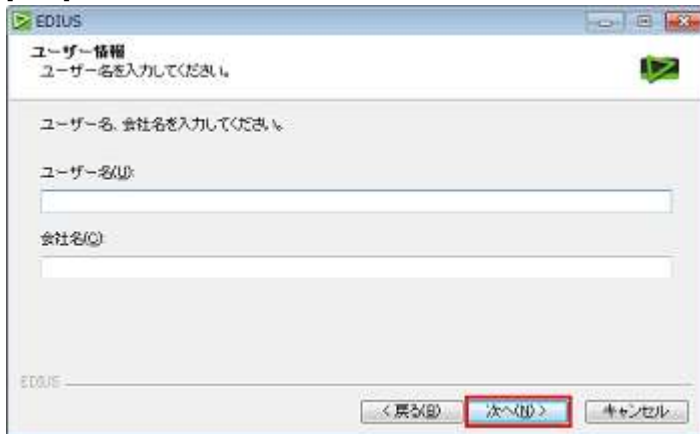 EDIUS
ユーザー情報
ユーザー名を入力してください。
ユーザー名、会社名を入力してください。
ユーザー名(U):
会社名(C):
EDIUS
< 戻る(B)
次へ(N) >
キャンセル